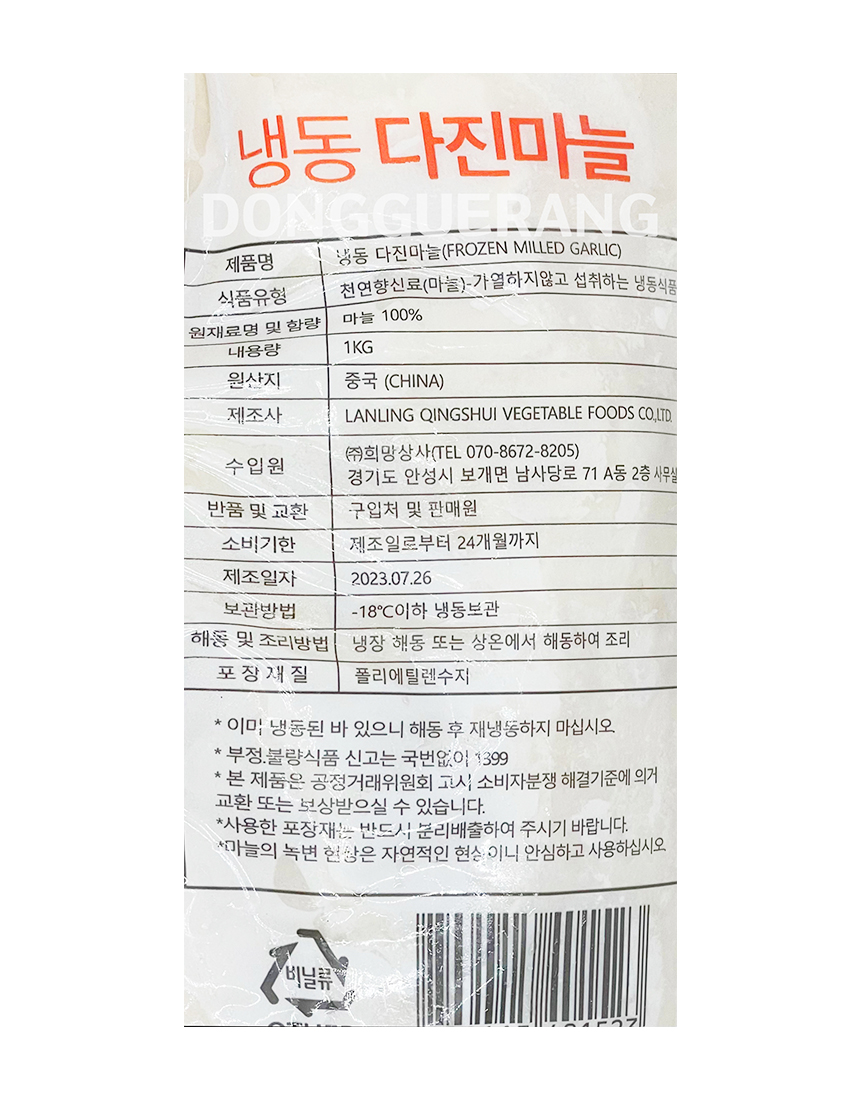 냉동 다진마늘
DONGGUERANG
제품명 냉동 다진마늘(FROZEN MILLED GARLIC)
식품유형 천연향신료(마늘)-가열하지않고 섭취하는 냉동식품
원재료명 및 함량 마늘 100%
내용량 1KG
원산지 중국 (CHINA)
제조사 LANLING QINGSHUI VEGETABLE FOODS CO.,LTD.
수입원 ㈜희망상사(TEL 070-8672-8205)
경기도 안성시 보개면 남사당로 71 A동 2층 사무실
반품 및 교환 구입처 및 판매원
소비기한 제조일로부터 24개월까지
제조일자 2023.07.26
보관방법 -18℃이하 냉동보관
해동 및 조리방법 냉장 해동 또는 상온에서 해동하여 조리
포장재질 폴리에틸렌수지
* 이미 냉동된 바 있으니 해동 후 재냉동하지 마십시오.
* 부정.불량식품 신고는 국번없이 1399
* 본 제품은 공정거래위원회 고시 소비자분쟁 해결기준에 의거
교환 또는 보상받으실 수 있습니다.
*사용한 포장재는 반드시 분리배출하여 주시기 바랍니다.
*마늘의 녹변 현상은 자연적인 현상이니 안심하고 사용하십시오.
비닐류